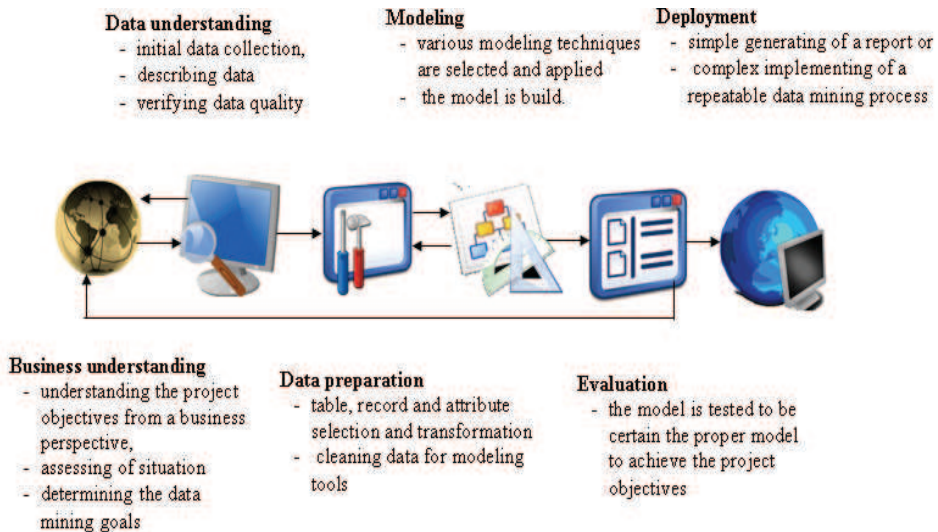 Data understanding
- initial data collection,
- describing data
- verifying data quality
Modeling
- various modeling techniques
are selected and applied
- the model is build.
Deployment
- simple generating of a report or
- complex implementing of a
repeatable data mining process
Business understanding
- understanding the project
objectives from a business
perspective,
- assessing of situation
- determining the data
mining goals
Data preparation
- table, record and attribute
selection and transformation
- cleaning data for modeling
tools
Evaluation
- the model is tested to be
certain the proper model
to achieve the project
objectives